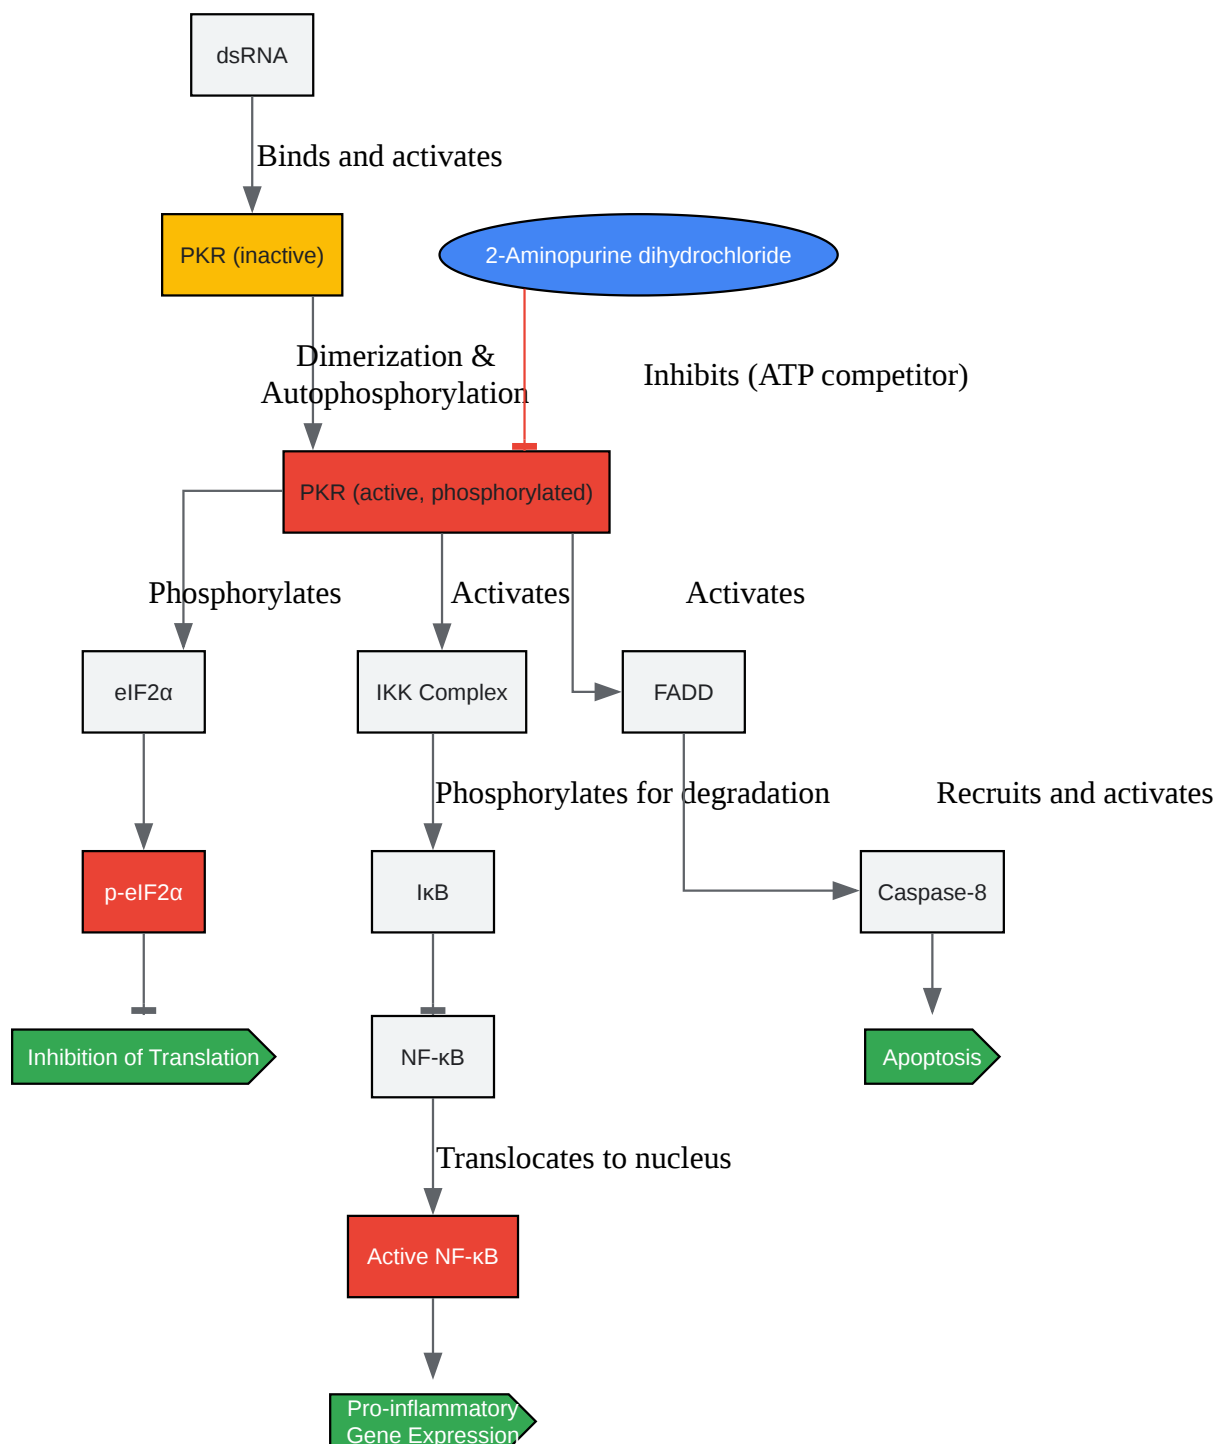 dsRNA
Binds and activates
PKR (inactive)
2-Aminopurine dihydrochloride
Dimerization &
Autophosphorylation
Inhibits (ATP competitor)
PKR (active, phosphorylated)
Phosphorylates
Activates
Activates
eIF2α
IKK Complex
FADD
Phosphorylates for degradation
Recruits and activates
p-eIF2α
IκB
Caspase-8
Inhibition of Translation
NF-κB
Apoptosis
Translocates to nucleus
Active NF-κB
Pro-inflammatory
Gene Expression